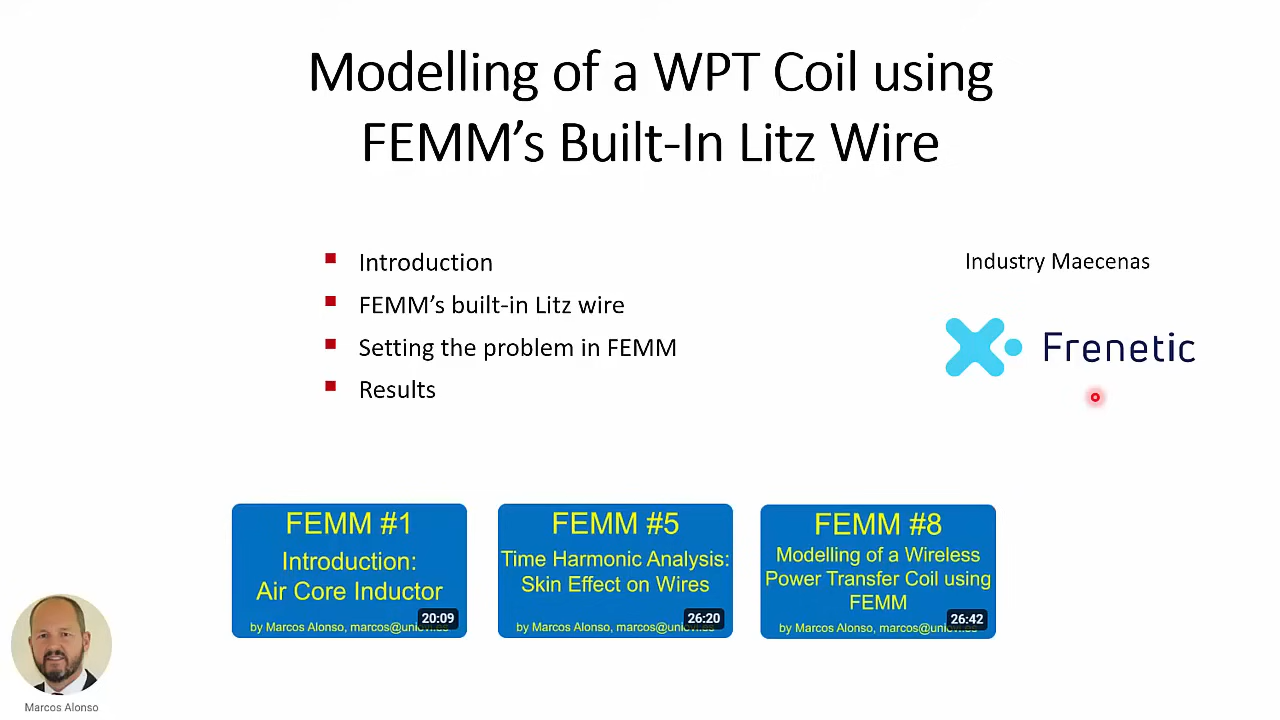 Modelling of a WPT Coil using
FEMM's Built-In Litz Wire
Introduction
FEMM's built-in Litz wire
Setting the problem in FEMM
Results
Industry Maecenas
Frenetic
FEMM #1
Introduction:
Air Core Inductor
20:09
by Marcos Alonso,
FEMM #5
Time Harmonic Analysis:
Skin Effect on Wires
26:20
by Marcos Alonso,
FEMM #8
Modelling of a Wireless
Power Transfer Coil using
FEMM
26:42
by Marcos Alonso,
Marcos Alonso